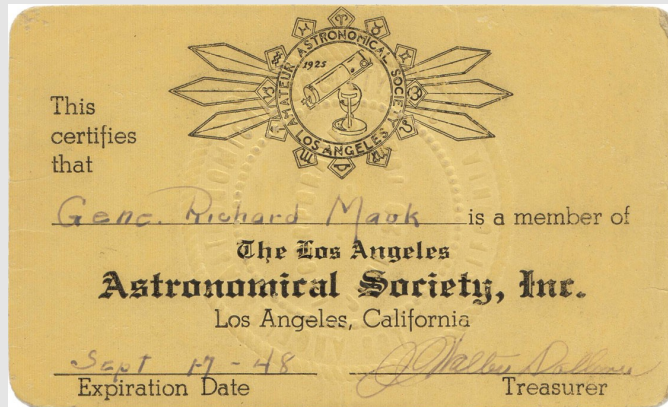 AMATEUR ASTRONOMICAL SOCIETY
1925
LOS ANGELES
This
certifies
that
Gene Richard is a member of
The Los Angeles
Astronomical Society, Inc.
Los Angeles, California
Sept 17-48
Expiration Date
Treasurer